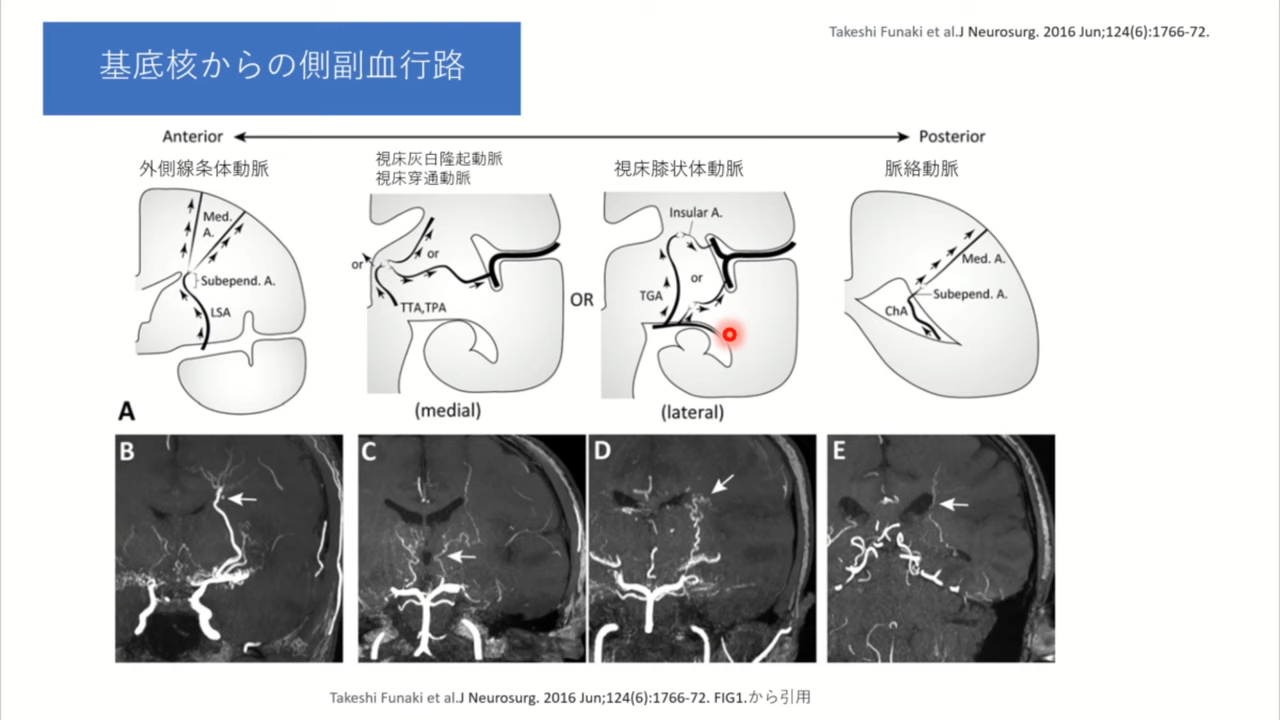 Takeshi Funaki et al.J Neurosurg. 2016 Jun;124(6):1766-72.
基底核からの側副血行路
Anterior
Posterior
外側線条体動脈
視床灰白隆起動脈
視床穿通動脈
視床膝状体動脈
脈絡動脈
Med.
A.
Subepend. A.
LSA
or
or
TTA,TPA
(medial)
OR
Insular A.
or
TGA
(lateral)
Med. A.
Subepend. A.
ChA
A
B
C
D
E
Takeshi Funaki et al.J Neurosurg. 2016 Jun;124(6):1766-72. FIG1.から引用